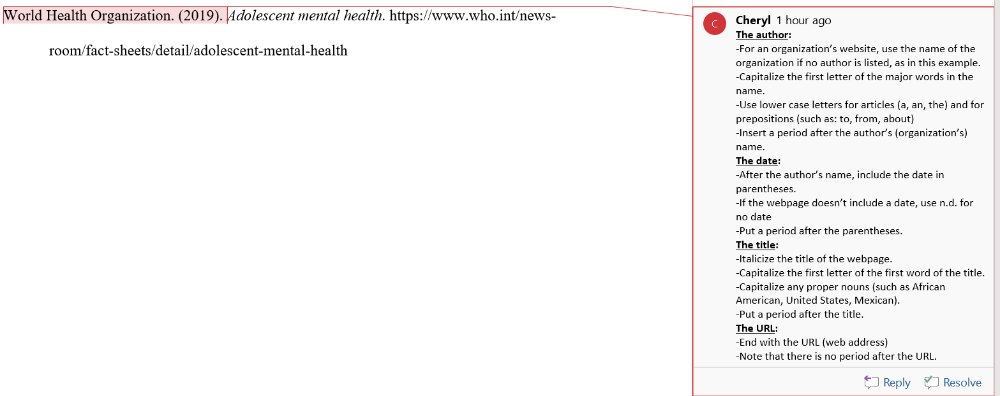 World Health Organization. (2019). Adolescent mental health. https://www.who.int/news-
room/fact-sheets/detail/adolescent-mental-health
C
Cheryl 1 hour ago
The author:
-For an organization’s website, use the name of the
organization if no author is listed, as in this example.
-Capitalize the first letter of the major words in the
name.
-Use lower case letters for articles (a, an, the) and for
prepositions (such as: to, from, about)
-Insert a period after the author’s (organization’s)
name.
The date:
-After the author’s name, include the date in
parentheses.
-If the webpage doesn’t include a date, use n.d. for
no date
-Put a period after the parentheses.
The title:
-Italicize the title of the webpage.
-Capitalize the first letter of the first word of the title.
-Capitalize any proper nouns (such as African
American, United States, Mexican).
-Put a period after the title.
The URL:
-End with the URL (web address)
-Note that there is no period after the URL.
Reply Resolve